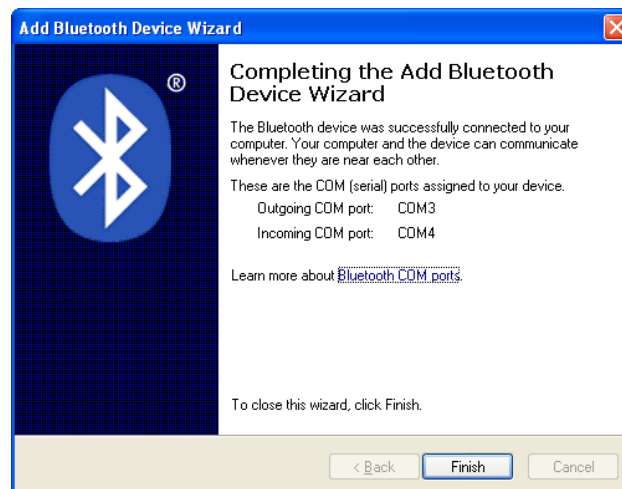 Add Bluetooth Device Wizard
®
Completing the Add Bluetooth
Device Wizard
The Bluetooth device was successfully connected to your
computer. Your computer and the device can communicate
whenever they are near each other.
These are the COM (serial) ports assigned to your device.
Outgoing COM port: COM3
Incoming COM port: COM4
Learn more about Bluetooth COM ports.
To close this wizard, click Finish.
< Back Finish Cancel